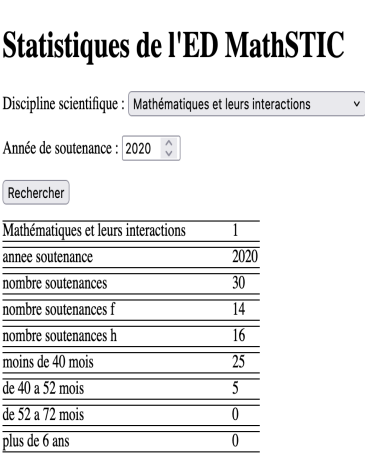 Statistiques de l'ED MathSTIC
Discipline scientifique : Mathématiques et leurs interactions
Année de soutenance : 2020
Rechercher
Mathématiques et leurs interactions 1
annee soutenance 2020
nombre soutenances 30
nombre soutenances f 14
nombre soutenances h 16
moins de 40 mois 25
de 40 a 52 mois 5
de 52 a 72 mois 0
plus de 6 ans 0